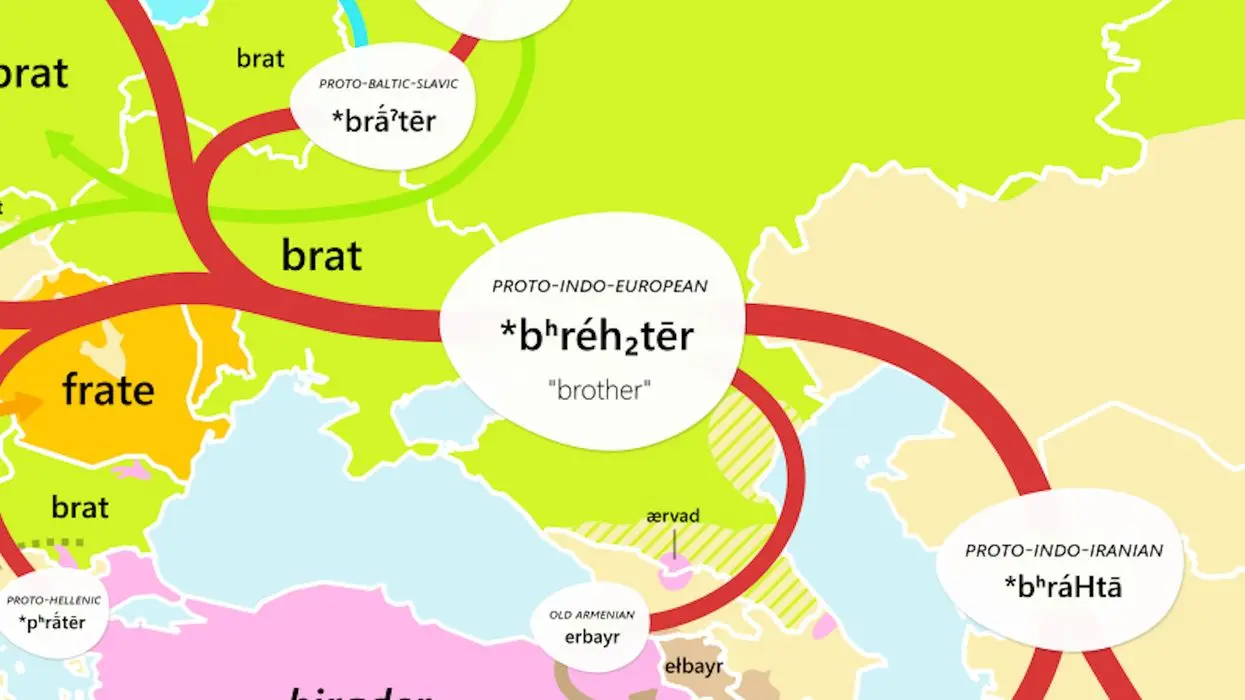 brat
brat
PROTO-BALTIC-SLAVIC
*brā́ˀtēr
brat
PROTO-INDO-EUROPEAN
*bʰréh₂tēr
"brother"
frate
brat
ærvad
PROTO-INDO-IRANIAN
*bʰráHtā
PROTO-HELLENIC
*pʰrā́tēr
OLD ARMENIAN
erbayr
ełbayr